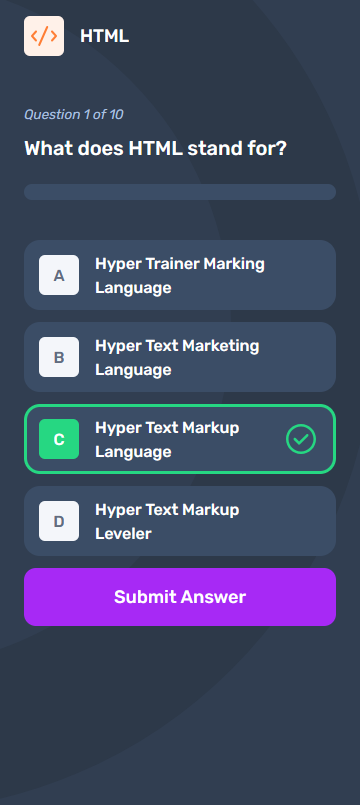 </> HTML
Question 1 of 10
What does HTML stand for?
A Hyper Trainer Marking
Language
B Hyper Text Marketing
Language
C Hyper Text Markup
Language
D Hyper Text Markup
Leveler
Submit Answer